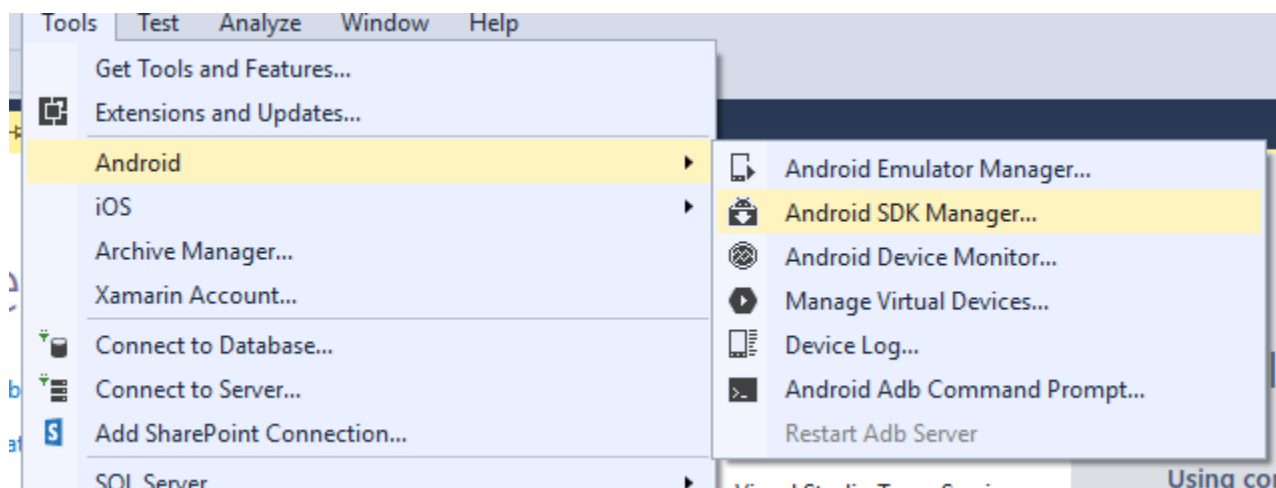 Tools Test Analyze Window Help
Get Tools and Features...
Extensions and Updates...
Android
iOS
Archive Manager...
Xamarin Account...
Connect to Database...
Connect to Server...
Add SharePoint Connection...
SQL Server
Android Emulator Manager...
Android SDK Manager...
Android Device Monitor...
Manage Virtual Devices...
Device Log...
Android Adb Command Prompt...
Restart Adb Server
Using